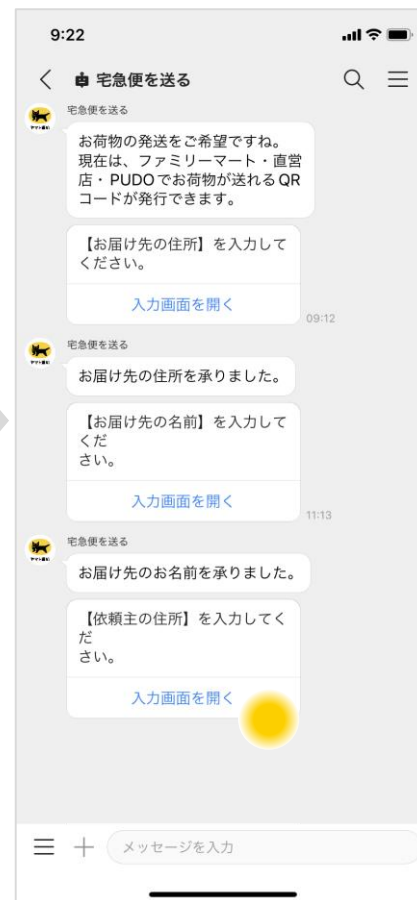 9:22
宅急便を送る
宅急便を送る
お荷物の発送をご希望ですね。
現在は、ファミリーマート・直営
店・PUDOでお荷物が送れるQR
コードが発行できます。
【お届け先の住所】を入力して
ください。
入力画面を開く
09:12
宅急便を送る
お届け先の住所を承りました。
【お届け先の名前】を入力して
くだ
さい。
入力画面を開く
11:13
宅急便を送る
お届け先のお名前を承りました。
【依頼主の住所】を入力してく
だ
さい。
入力画面を開く
メッセージを入力